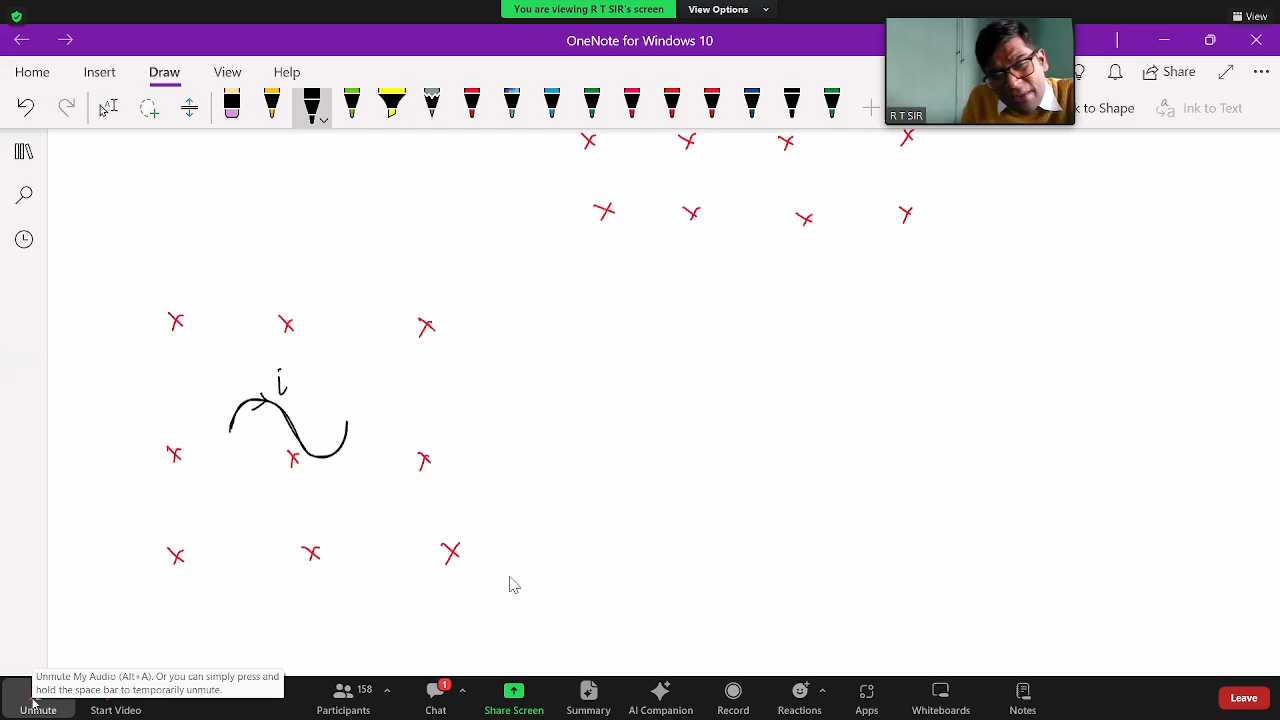 You are viewing R T SIR's screen View Options
View
OneNote for Windows 10
Home Insert Draw View Help
Share
R T SIR
k to Shape Ink to Text
x x x x
x x x x
x x x
i
x x x
x x x
Unmute My Audio (Alt+A). Or you can simply press and
hold the space bar to temporarily unmute.
158 1
Unmute Start Video Participants Chat Share Screen Summary AI Companion Record Reactions Apps Whiteboards Notes Leave